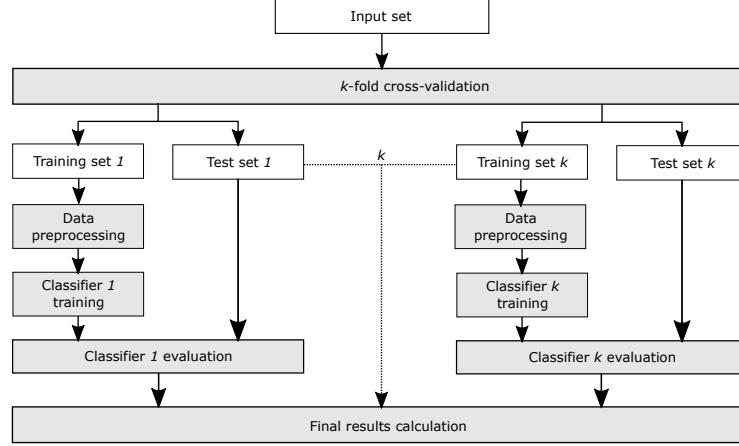 Input set
k-fold cross-validation
Training set 1
Test set 1
k
Training set k
Test set k
Data
preprocessing
Data
preprocessing
Classifier 1
training
Classifier k
training
Classifier 1 evaluation
Classifier k evaluation
Final results calculation